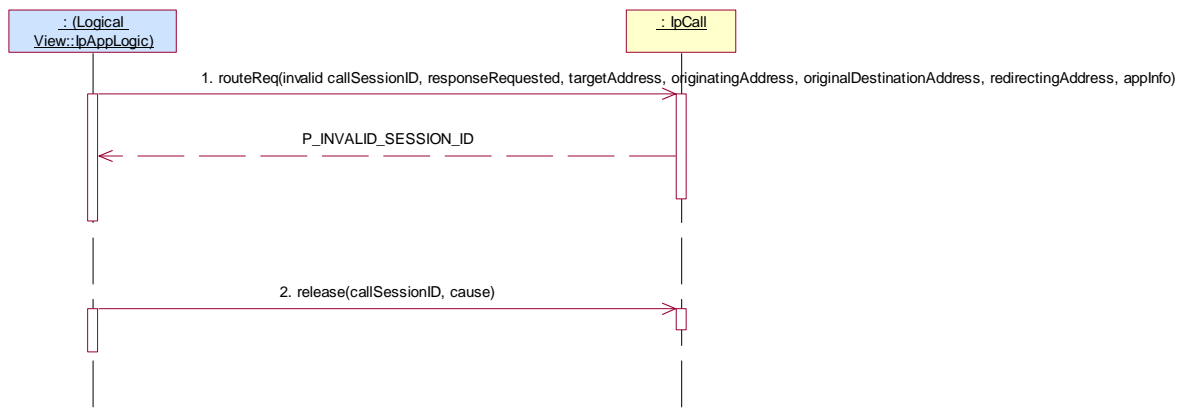 : (Logical
View::IpAppLogic)
: IpCall
1. routeReq(invalid callSessionID, responseRequested, targetAddress, originatingAddress, originalDestinationAddress, redirectingAddress, appInfo)
P_INVALID_SESSION_ID
2. release(callSessionID, cause)